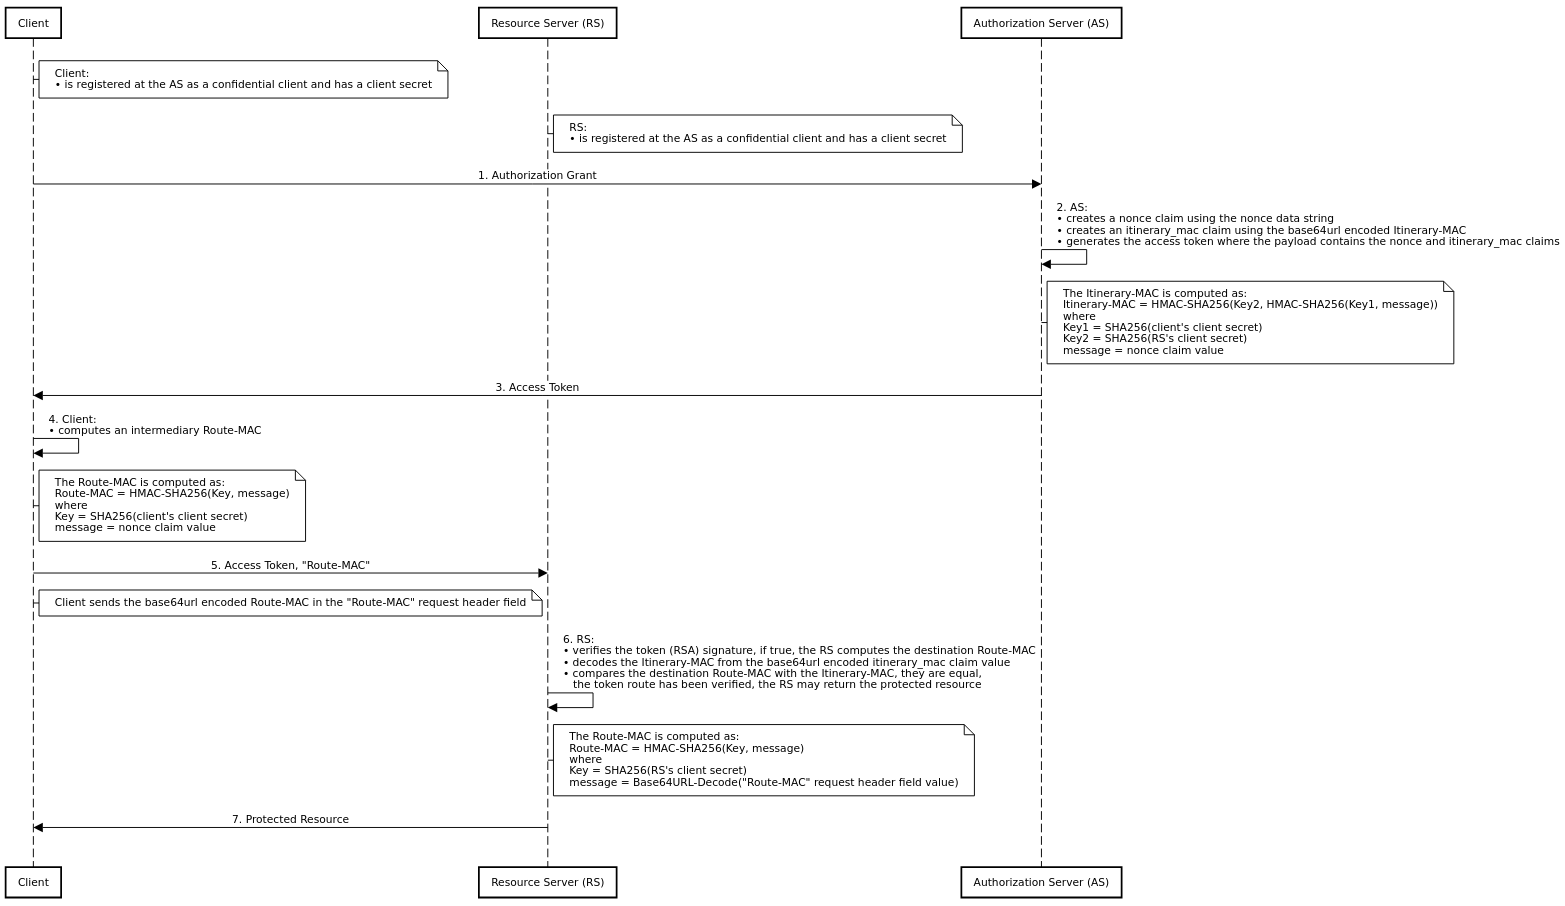 Client
Resource Server (RS)
Authorization Server (AS)
Client:
• is registered at the AS as a confidential client and has a client secret
RS:
• is registered at the AS as a confidential client and has a client secret
1. Authorization Grant
2. AS:
• creates a nonce claim using the nonce data string
• creates an itinerary_mac claim using the base64url encoded Itinerary-MAC
• generates the access token where the payload contains the nonce and itinerary_mac claims
The Itinerary-MAC is computed as:
Itinerary-MAC = HMAC-SHA256(Key2, HMAC-SHA256(Key1, message))
where
Key1 = SHA256(client's client secret)
Key2 = SHA256(RS's client secret)
message = nonce claim value
3. Access Token
4. Client:
• computes an intermediary Route-MAC
The Route-MAC is computed as:
Route-MAC = HMAC-SHA256(Key, message)
where
Key = SHA256(client's client secret)
message = nonce claim value
5. Access Token, "Route-MAC"
Client sends the base64url encoded Route-MAC in the "Route-MAC" request header field
6. RS:
• verifies the token (RSA) signature, if true, the RS computes the destination Route-MAC
• decodes the Itinerary-MAC from the base64url encoded itinerary_mac claim value
• compares the destination Route-MAC with the Itinerary-MAC, they are equal,
the token route has been verified, the RS may return the protected resource
The Route-MAC is computed as:
Route-MAC = HMAC-SHA256(Key, message)
where
Key = SHA256(RS's client secret)
message = Base64URL-Decode("Route-MAC" request header field value)
7. Protected Resource
Client
Resource Server (RS)
Authorization Server (AS)